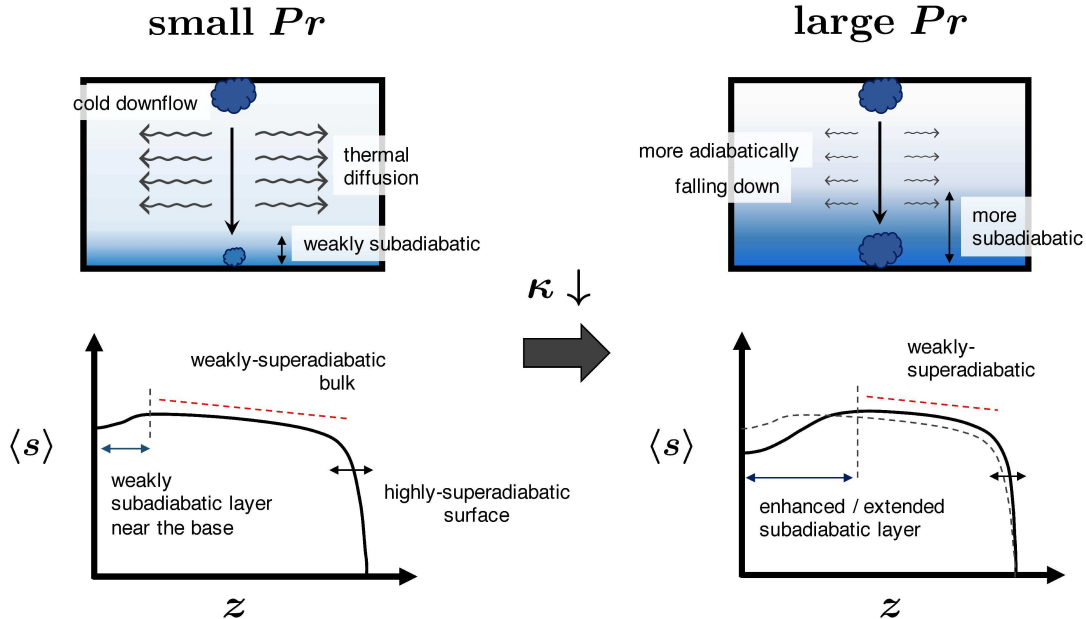 small Pr
large Pr
cold downflow
thermal
diffusion
weakly subadiabatic
more adiabatically
falling down
more
subadiabatic
κ ↓
weakly-superadiabatic
bulk
⟨s⟩
weakly
subadiabatic layer
near the base
highly-superadiabatic
surface
z
weakly-
superadiabatic
⟨s⟩
enhanced / extended
subadiabatic layer
z